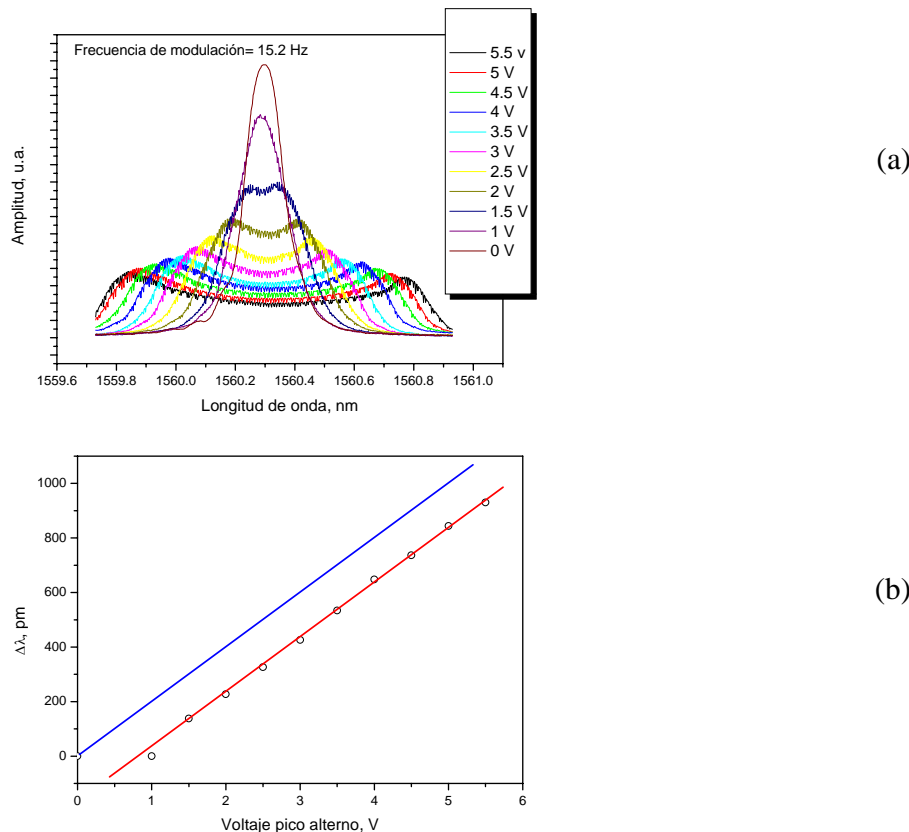 Frecuencia de modulación= 15.2 Hz
5.5 v
5 V
4.5 V
4 V
3.5 V
3 V
2.5 V
2 V
1.5 V
1 V
0 V
(a)
Amplitud, u.a.
1559.6 1559.8 1560.0 1560.2 1560.4 1560.6 1560.8 1561.0
Longitud de onda, nm
1000
800
600
400
200
0
Δλ, pm
(b)
0 1 2 3 4 5 6
Voltaje pico alterno, V